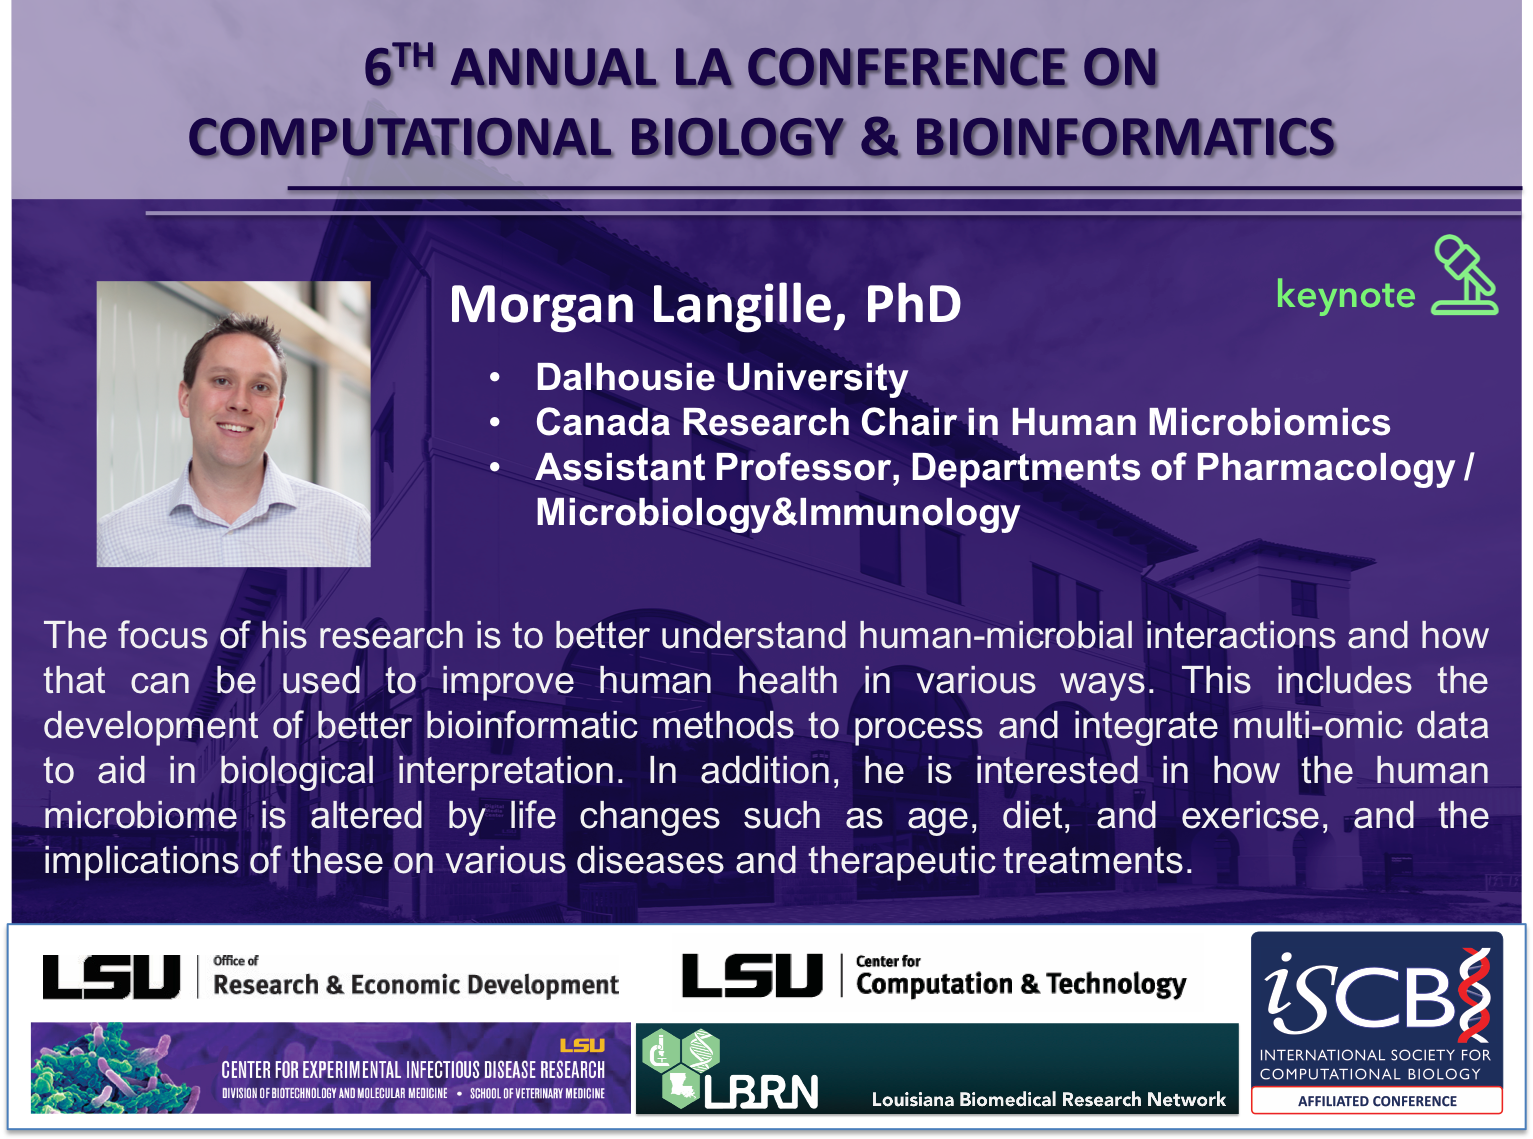 6TH ANNUAL LA CONFERENCE ON
COMPUTATIONAL BIOLOGY & BIOINFORMATICS
keynote
Morgan Langille, PhD
• Dalhousie University
• Canada Research Chair in Human Microbiomics
• Assistant Professor, Departments of Pharmacology /
Microbiology&Immunology
The focus of his research is to better understand human-microbial interactions and how
that can be used to improve human health in various ways. This includes the
development of better bioinformatic methods to process and integrate multi-omic data
to aid in biological interpretation. In addition, he is interested in how the human
microbiome is altered by life changes such as age, diet, and exericse, and the
implications of these on various diseases and therapeutic treatments.
LSU
Office of
Research & Economic Development
LSU
Center for
Computation & Technology
LSU
CENTER FOR EXPERIMENTAL INFECTIOUS DISEASE RESEARCH
DIVISION OF BIOTECHNOLOGY AND MOLECULAR MEDICINE • SCHOOL OF VETERINARY MEDICINE
LBRN
Louisiana Biomedical Research Network
iSCB
INTERNATIONAL SOCIETY FOR
COMPUTATIONAL BIOLOGY
AFFILIATED CONFERENCE